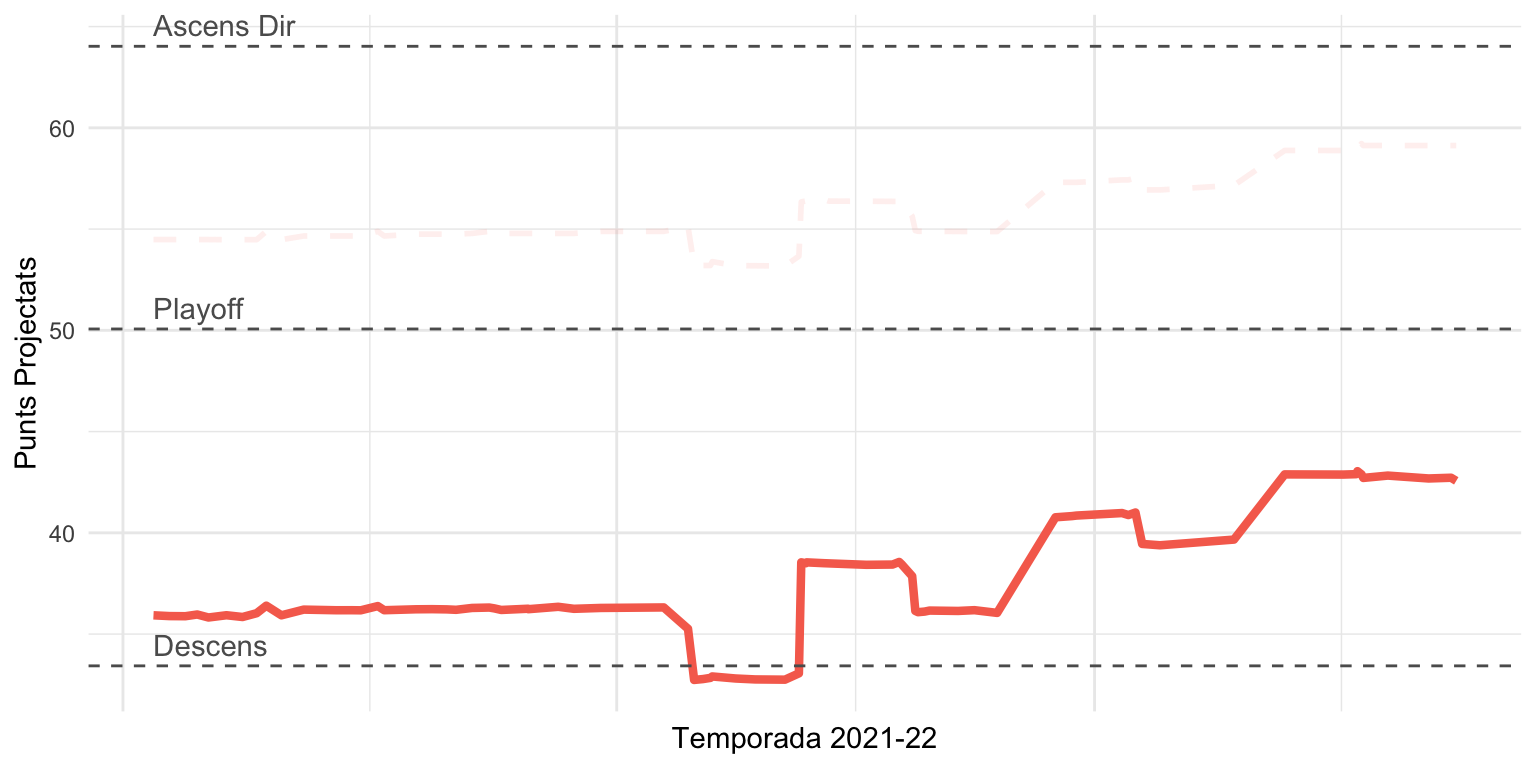 Ascens Dir
60
Playoff
50
40
Descens
Punts Projectats
Temporada 2021-22